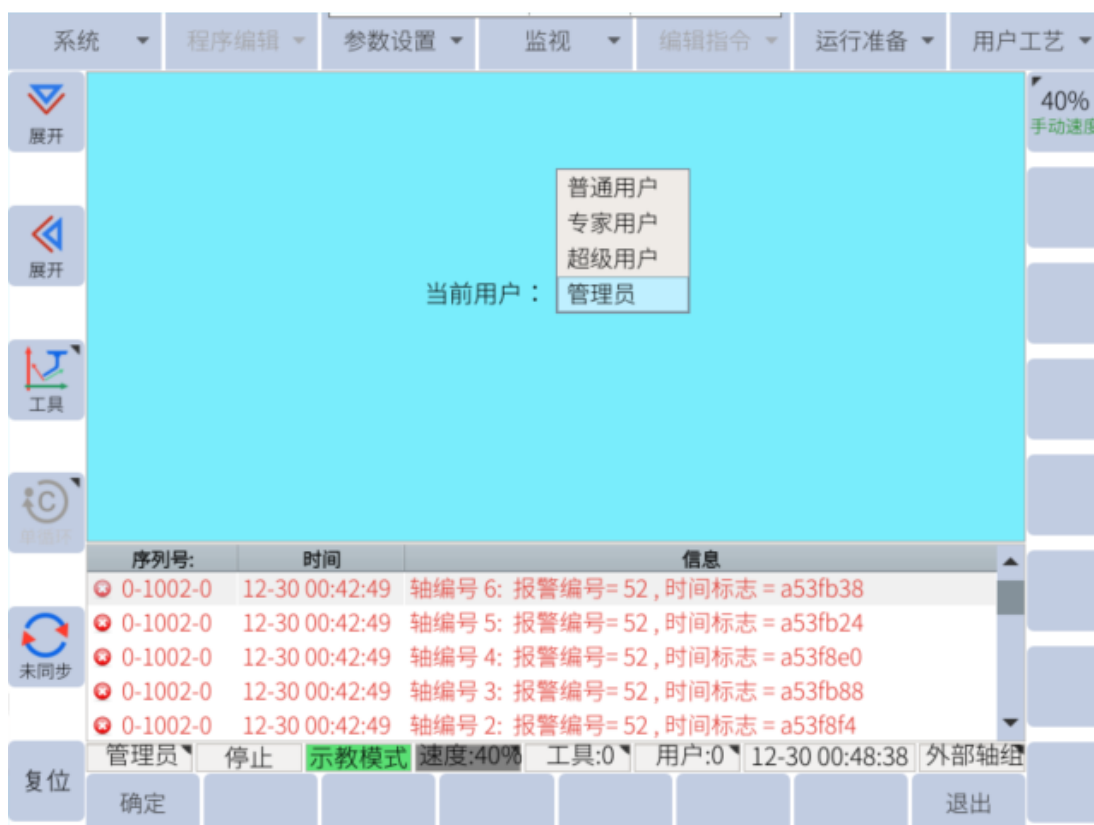 系统 程序编辑 参数设置 监视 编辑指令 运行准备 用户工艺
展开
40%
手动速度
普通用户
专家用户
超级用户
展开
当前用户： 管理员
工具
单循环
序列号: 时间 信息
0-1002-0 12-30 00:42:49 轴编号 6: 报警编号= 52 , 时间标志 = a53fb38
0-1002-0 12-30 00:42:49 轴编号 5: 报警编号= 52 , 时间标志 = a53fb24
0-1002-0 12-30 00:42:49 轴编号 4: 报警编号= 52 , 时间标志 = a53f8e0
0-1002-0 12-30 00:42:49 轴编号 3: 报警编号= 52 , 时间标志 = a53fb88
0-1002-0 12-30 00:42:49 轴编号 2: 报警编号= 52 , 时间标志 = a53f8f4
未同步
管理员 停止 示教模式 速度:40% 工具:0 用户:0 12-30 00:48:38 外部轴组
复位
确定 退出